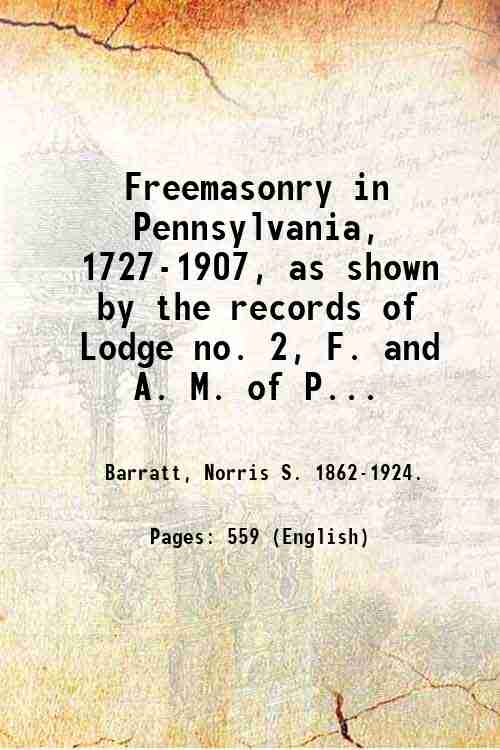 Freemasonry in
Pennsylvania,
1727-1907, as shown
by the records of
Lodge no. 2, F. and
A. M. of P...
Barratt, Norris S. 1862-1924.
Pages: 559 (English)